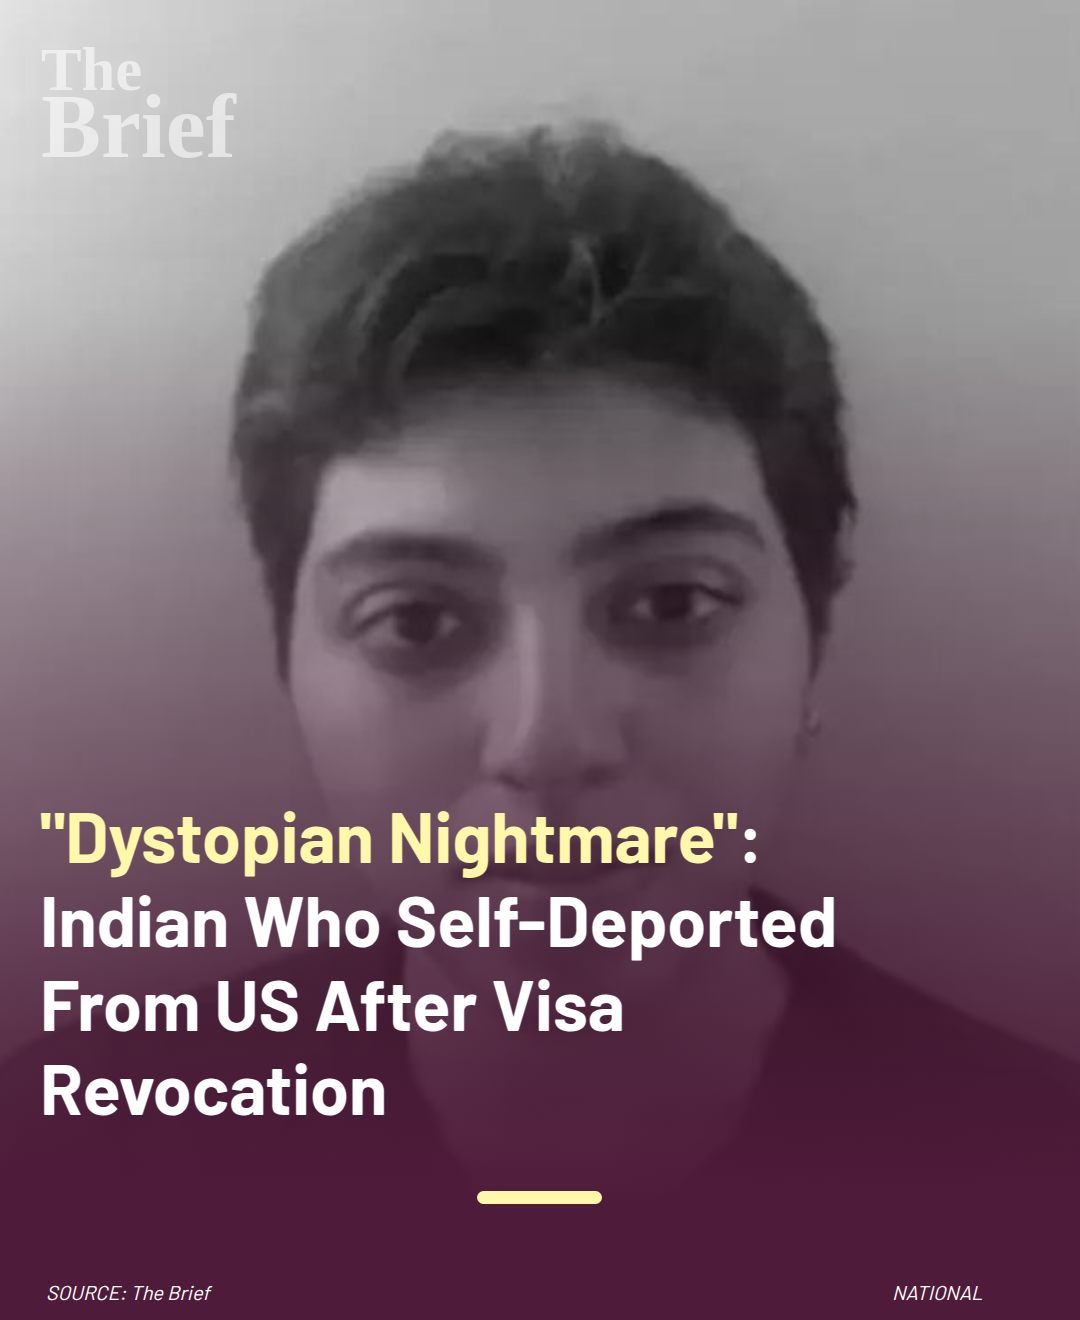 The
Brief
"Dystopian Nightmare":
Indian Who Self-Deported
From US After Visa
Revocation
SOURCE: The Brief
NATIONAL